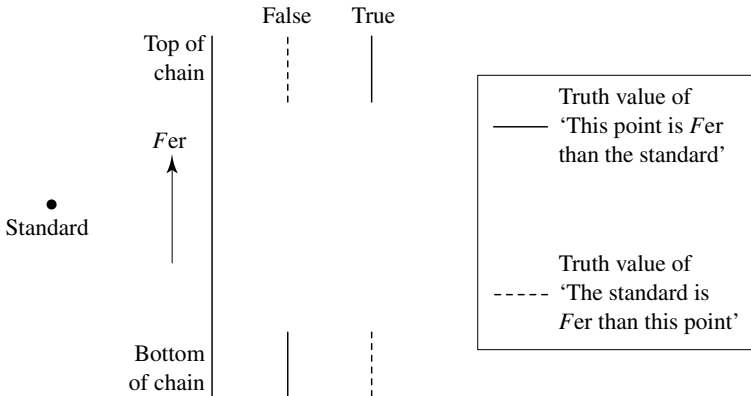 False
True
Top of
chain
Fer
Standard
Bottom
of chain
Truth value of
‘This point is Fer
than the standard’
Truth value of
‘The standard is
Fer than this point’